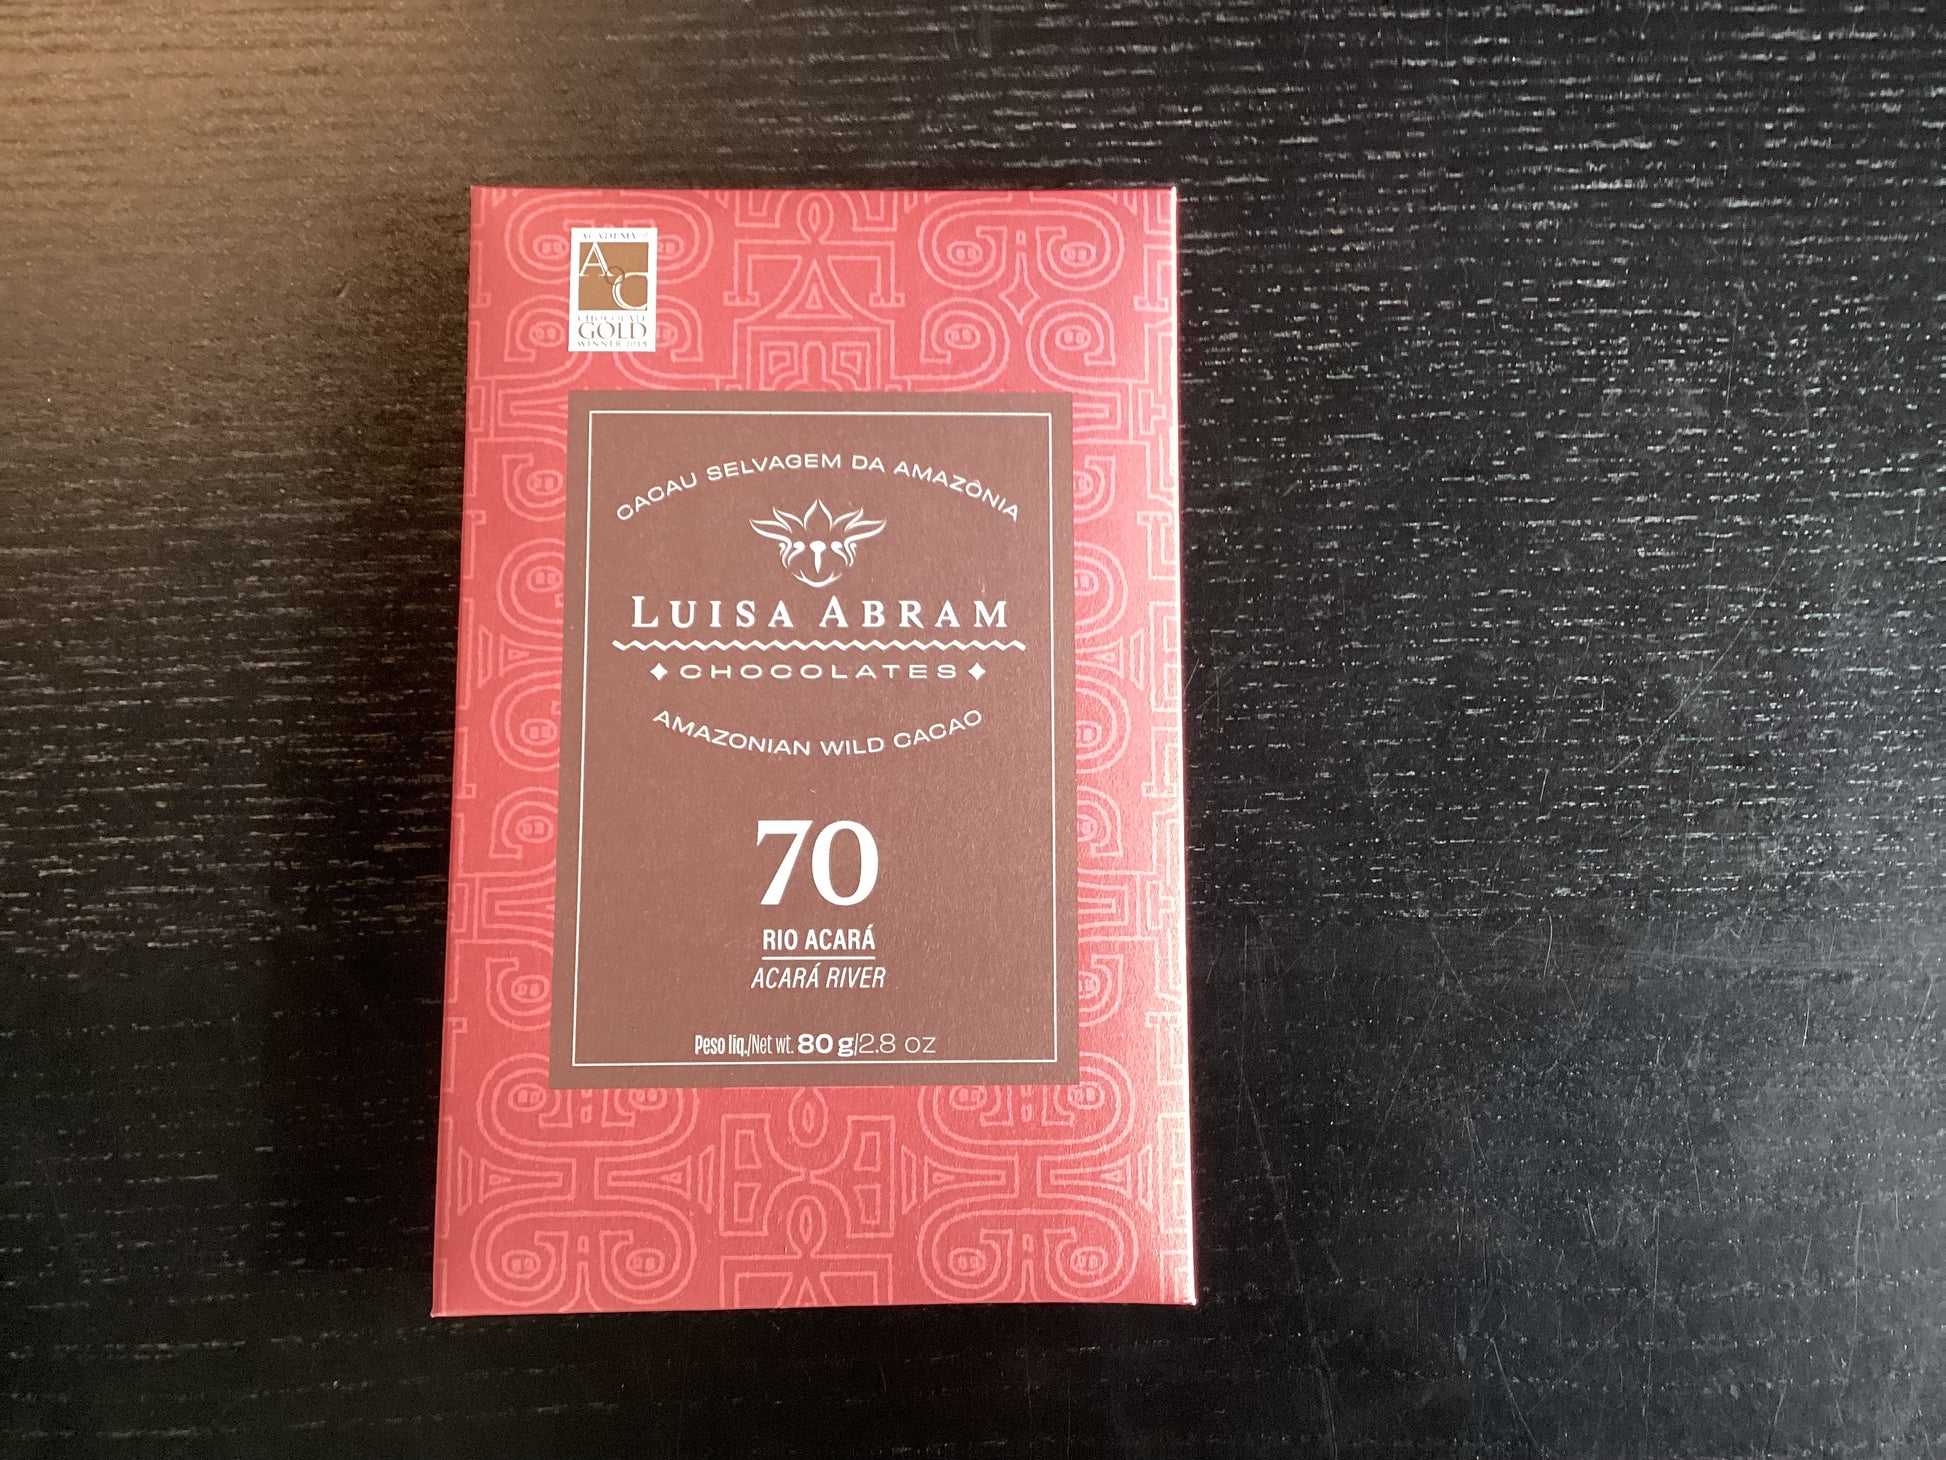 ACADEMY of
A
&C
CHOCOLATE
GOLD
WINNER 2018
CACAU SELVAGEM DA AMAZÔNIA
LUISA ABRAM
CHOCOLATES
AMAZONIAN WILD CACAO
70
RIO ACARÁ
ACARÁ RIVER
Peso líq./Net wt. 80 g/2.8 oz